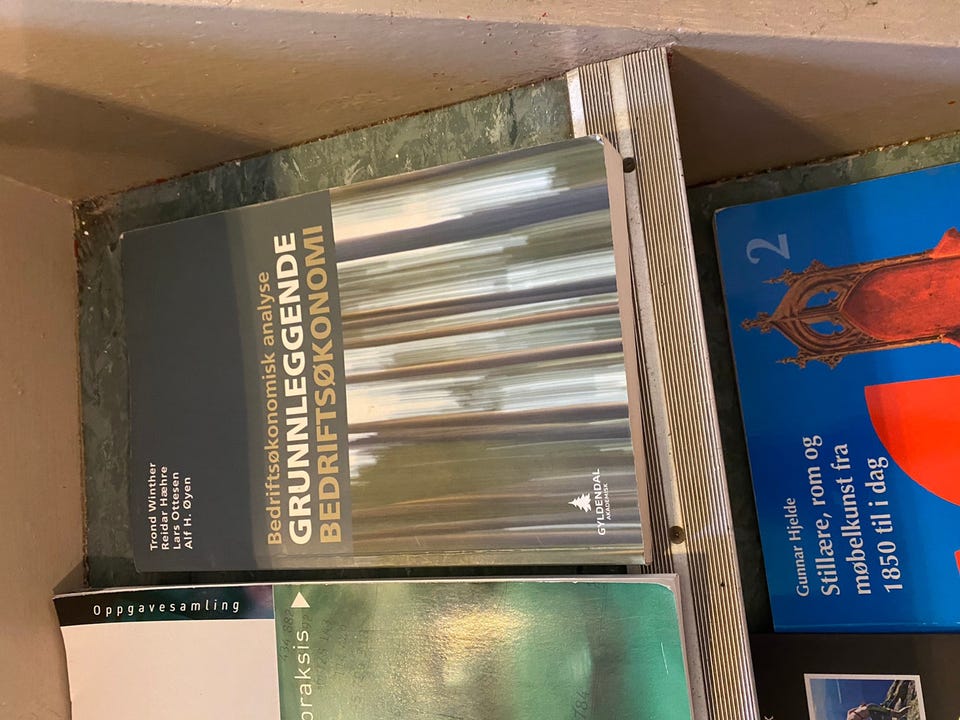 Trond Winther
Reidar Hæhre
Lars Ottesen
Alf H. Øyen
Bedriftsøkonomisk analyse
GRUNNLEGGENDE
BEDRIFTSØKONOMI
GYLDENDAL
AKADEMISK
Oppgavesamling
praksis
2
Gunnar Hjelde
Stillære, rom og
møbelkunst fra
1850 til i dag